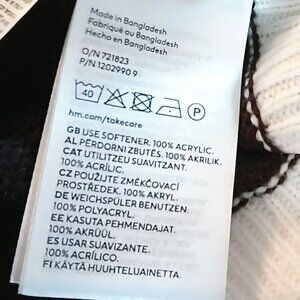 Made in Bangladesh
Fabriqué au Bangladesh
Hecho en Bangladesh
O/N 721823
P/N 1202990 9
40
P
hm.com/takecare
GB USE SOFTENER. 100% ACRYLIC.
AL PËRDORNI ZBUTËS. 100% AKRILIK.
CAT UTILITZEU SUAVITZANT.
100% ACRÍLIC.
CZ POUŽIJTE ZMĚKČOVACÍ
PROSTŘEDEK. 100% AKRYL.
DE WEICHSPÜLER BENUTZEN.
100% POLYACRYL.
EE KASUTA PEHMENDAJAT.
100% AKRÜÜL.
ES USAR SUAVIZANTE.
100% ACRÍLICO.
FI KÄYTÄ HUUHTELUAINETTA.